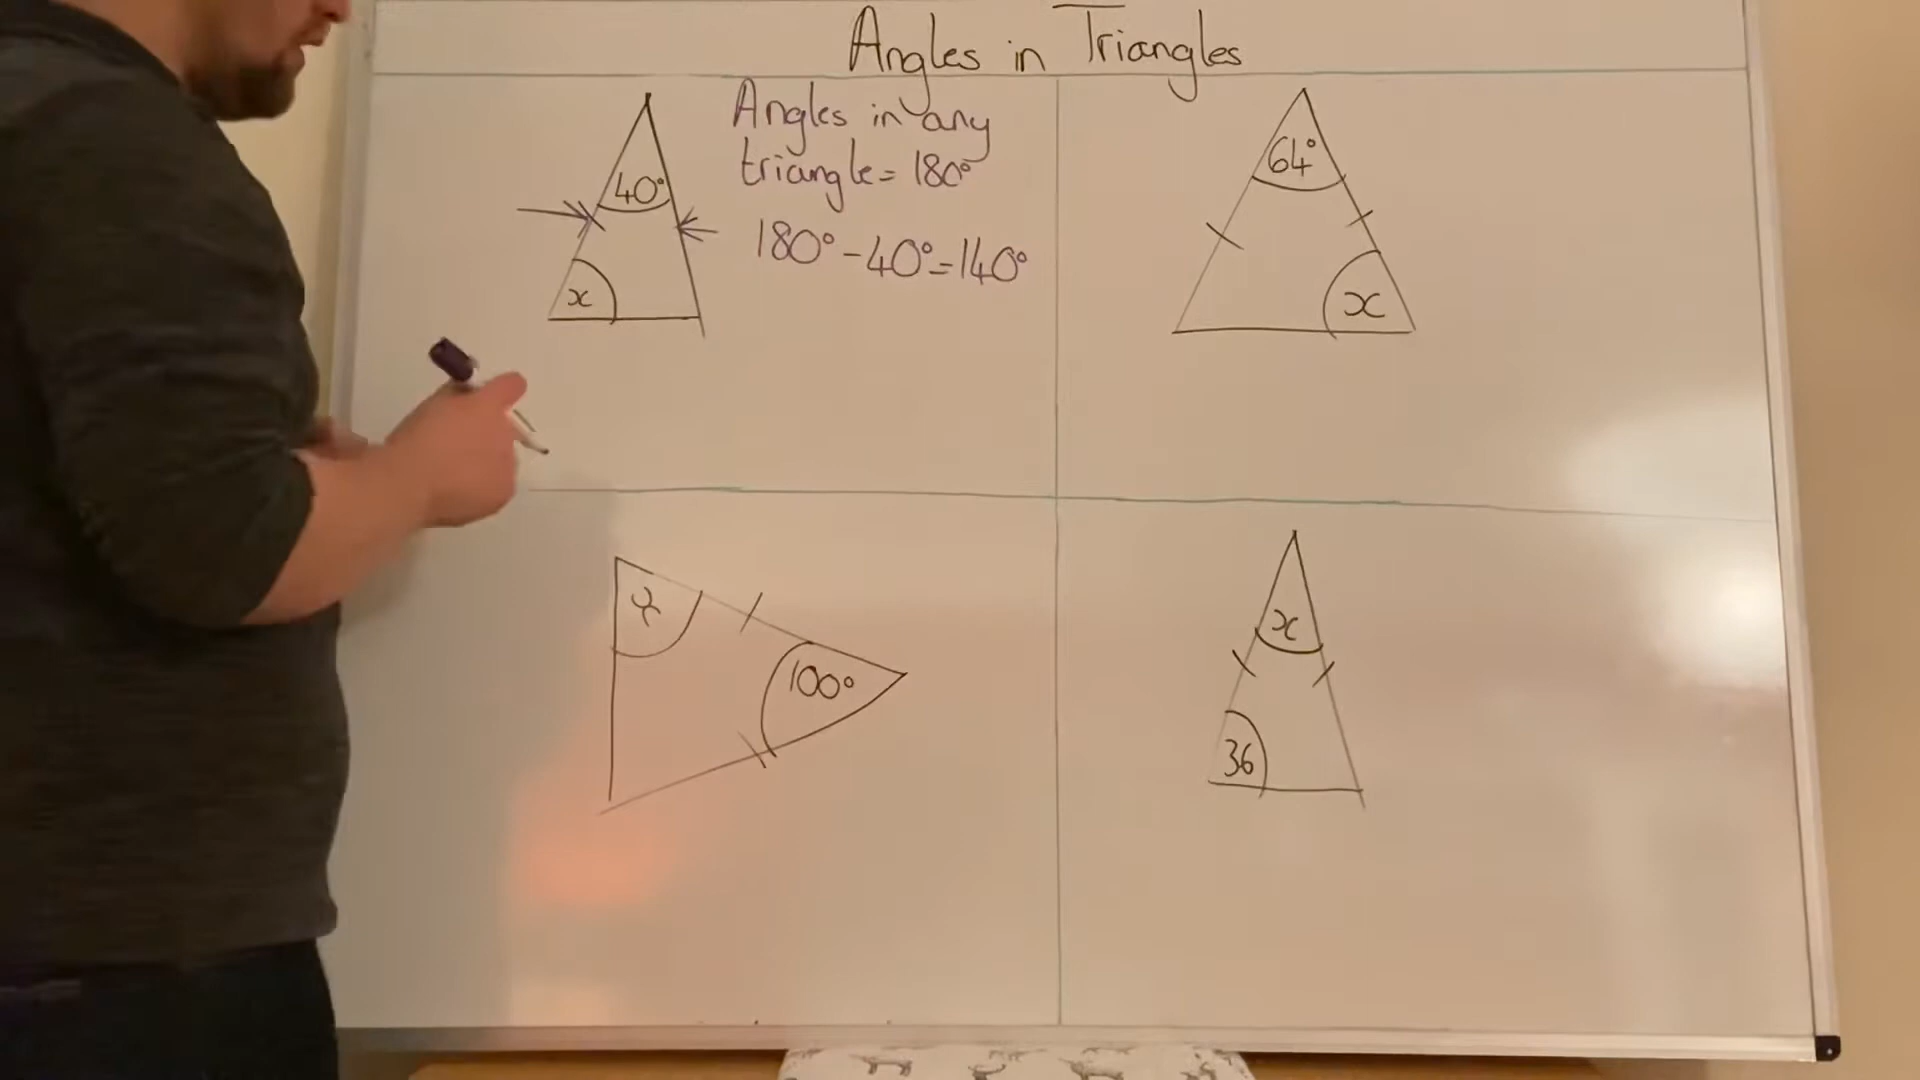 Angles in Triangles
Angles in any
triangle = 180°
40°
180° - 40° = 140°
x
64°
x
x
100°
x
36